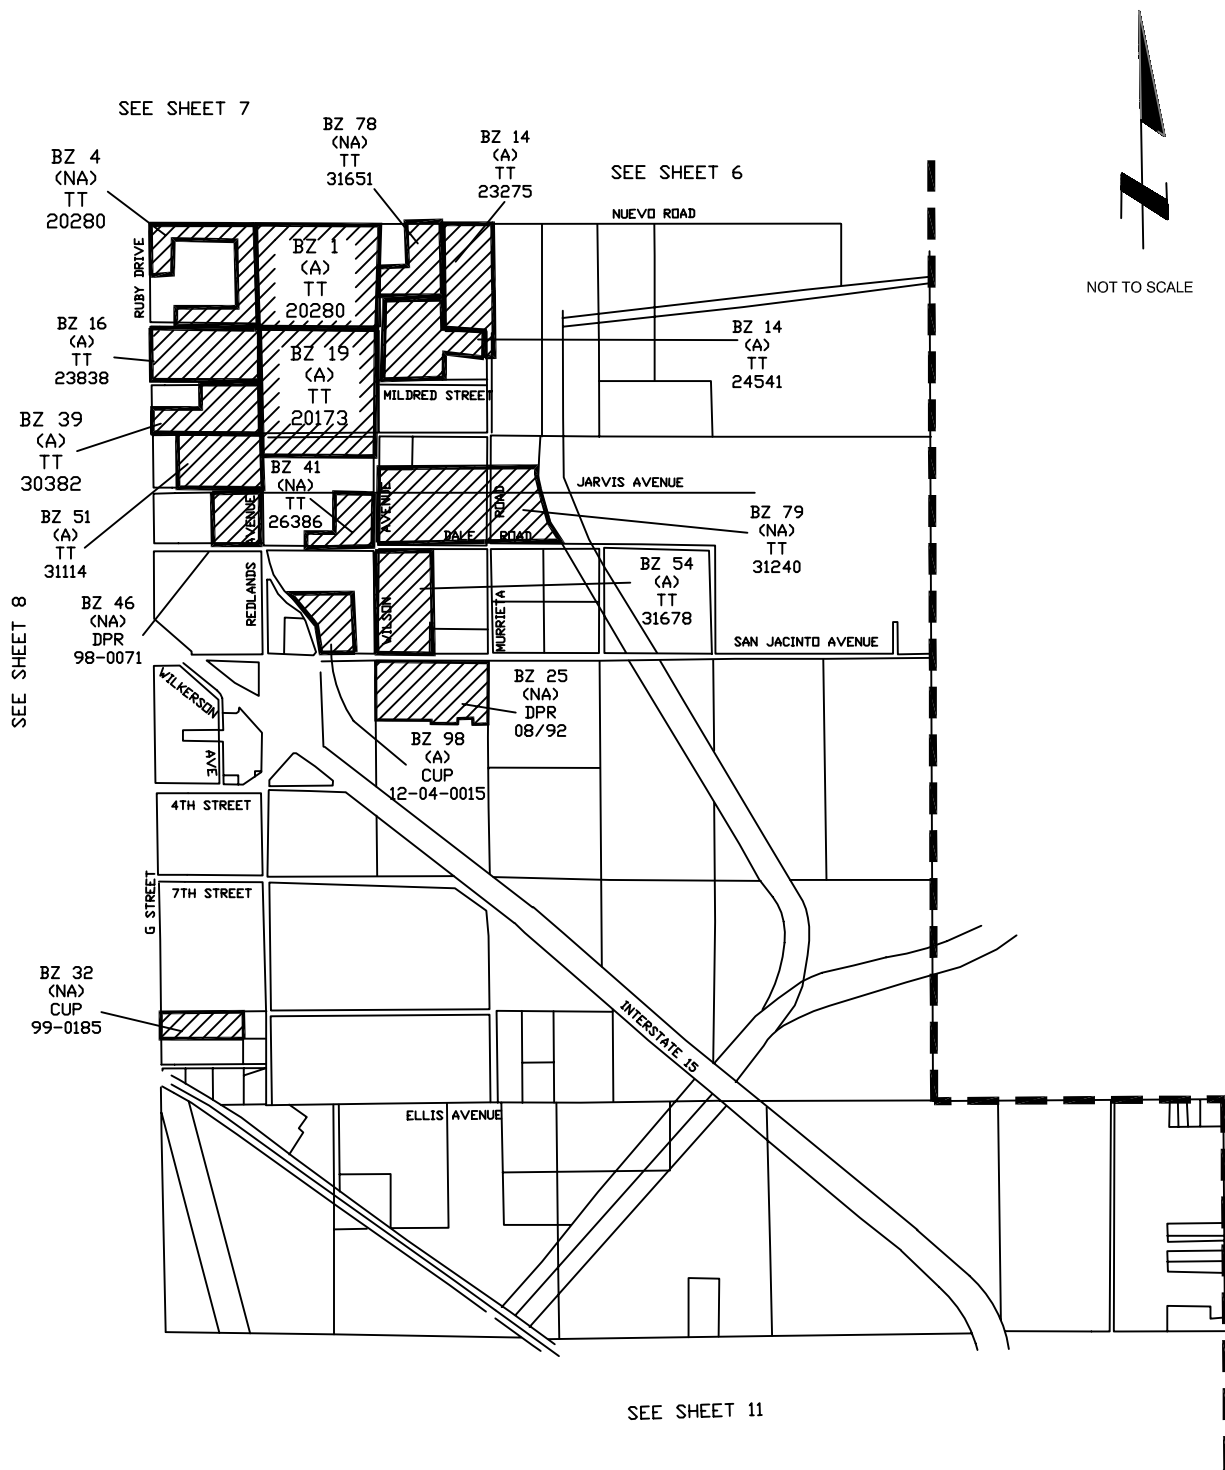 SEE SHEET 7
BZ 78
(NA)
TT
31651
BZ 14
(A)
TT
23275
BZ 4
(NA)
TT
20280
SEE SHEET 6
NUEVO ROAD
RUBY DRIVE
BZ 1
(A)
TT
20280
NOT TO SCALE
BZ 16
(A)
TT
23838
BZ 14
(A)
TT
24541
BZ 19
(A)
TT
20173
MILDRED STREET
BZ 39
(A)
TT
30382
BZ 41
(NA)
TT
26386
JARVIS AVENUE
AVENUE
AVENUE
ROAD
DALE ROAD
BZ 51
(A)
TT
31114
BZ 79
(NA)
TT
31240
BZ 54
(A)
TT
31678
REDLANDS
WILSON
MURRIETA
SAN JACINTO AVENUE
BZ 46
(NA)
DPR
98-0071
SEE SHEET 8
WILKERSON
AVE
BZ 25
(NA)
DPR
08/92
BZ 98
(A)
CUP
12-04-0015
4TH STREET
7TH STREET
G STREET
BZ 32
(NA)
CUP
99-0185
INTERSTATE 15
ELLIS AVENUE
SEE SHEET 11